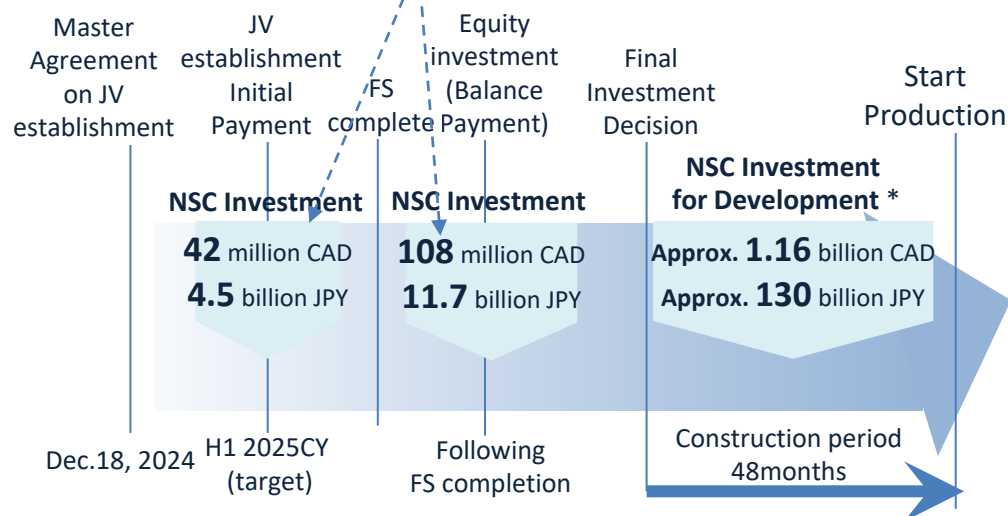 Master
Agreement
on JV
establishment
JV
establishment
Initial
Payment
FS
complete
Equity
investment
(Balance
Payment)
Final
Investment
Decision
Start
Production
NSC Investment
42 million CAD
4.5 billion JPY
NSC Investment
108 million CAD
11.7 billion JPY
NSC Investment
for Development *
Approx. 1.16 billion CAD
Approx. 130 billion JPY
Dec.18, 2024
H1 2025CY
(target)
Following
FS completion
Construction period
48months